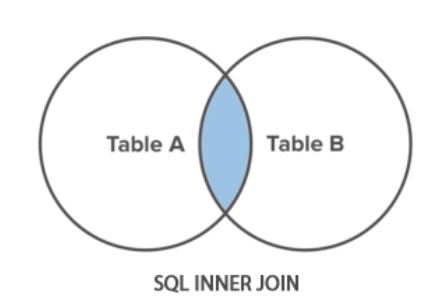 Table A
Table B
SQL INNER JOIN